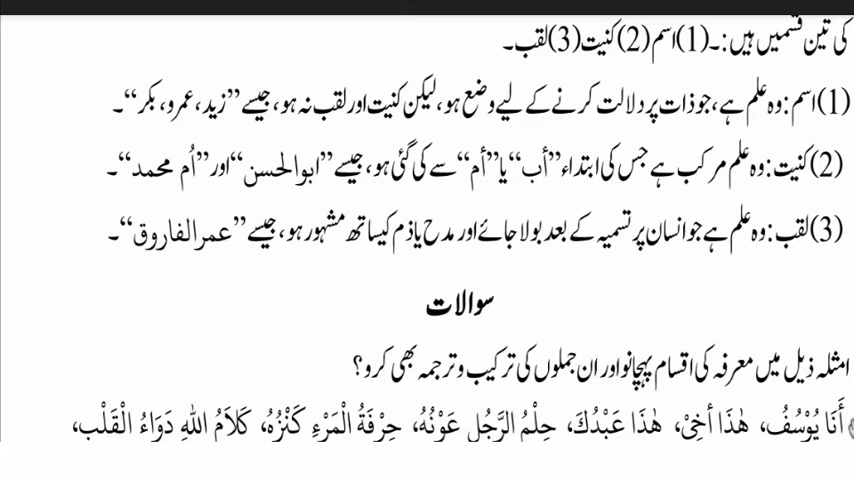 کی تین قسمیں ہیں:۔(1)اسم(2)کنیت(3)لقب۔
(1)اسم:وہ علم ہے،جو ذات پر دلالت کرنے کے لیے وضع ہو،لیکن کنیت اور لقب نہ ہو،جیسے ”زید،عمرو،بکر“۔
(2)کنیت:وہ علم مرکب ہے جس کی ابتداء ”أب“ یا ”أم“ سے کی گئی ہو،جیسے ”ابوالحسن“ اور ”اُم محمد“۔
(3)لقب:وہ علم ہے جو انسان پر تسمیہ کے بعد بولا جائے اور مدح یا ذم کیساتھ مشہور ہو،جیسے ”عمر الفاروق“۔
سوالات
امثلہ ذیل میں معرفہ کی اقسام پہچانو اور ان جملوں کی ترکیب و ترجمہ بھی کرو؟
أَنَا يُوْسُفُ، هٰذَا أَخِيْ، هٰذَا عَبْدُكَ، حِلْمُ الرَّجُلِ عَوْنُهُ، حِرْفَةُ الْمَرْءِ كَنْزُهُ، كَلاَمُ اللهِ دَوَاءُ الْقَلْبِ،